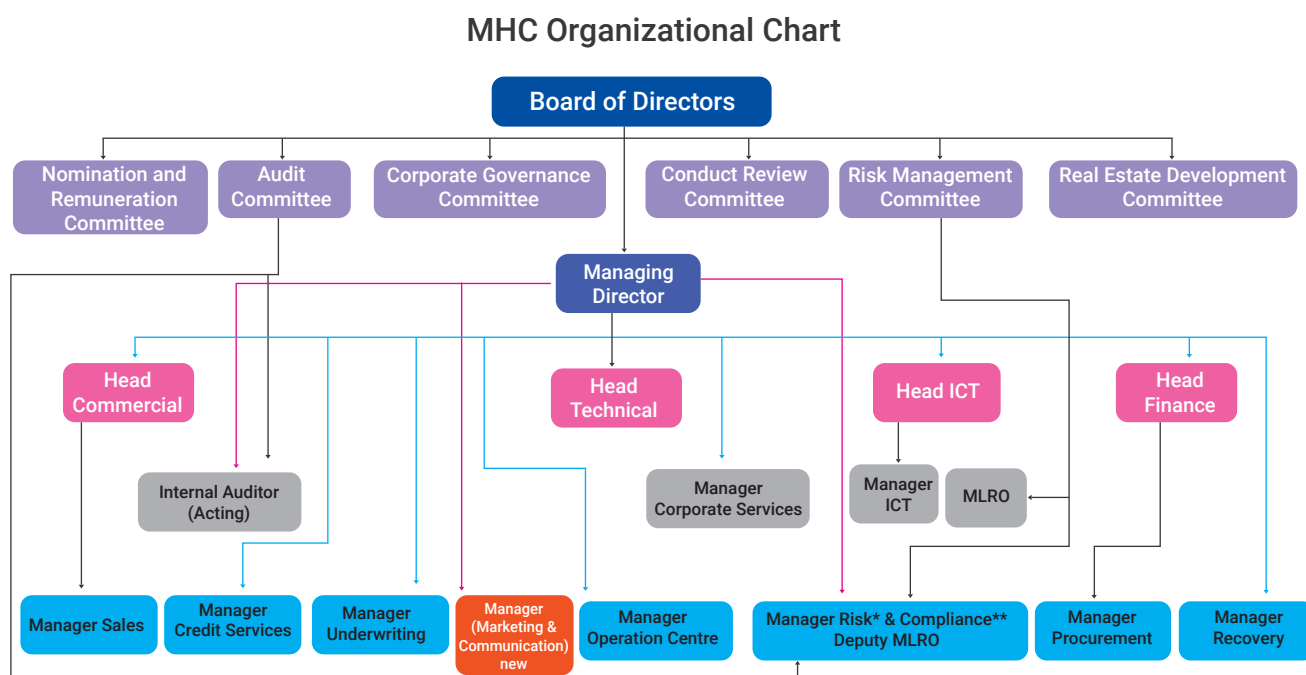 MHC Organizational Chart
Board of Directors
Nomination and
Remuneration
Committee
Audit
Committee
Corporate Governance
Committee
Conduct Review
Committee
Risk Management
Committee
Real Estate Development
Committee
Managing
Director
Head
Commercial
Head
Technical
Head ICT
Head
Finance
Internal Auditor
(Acting)
Manager
Corporate Services
Manager
ICT
MLRO
Manager Sales
Manager
Credit Services
Manager
Underwriting
Manager
(Marketing &
Communication)
new
Manager
Operation Centre
Manager Risk* & Compliance**
Deputy MLRO
Manager
Procurement
Manager
Recovery